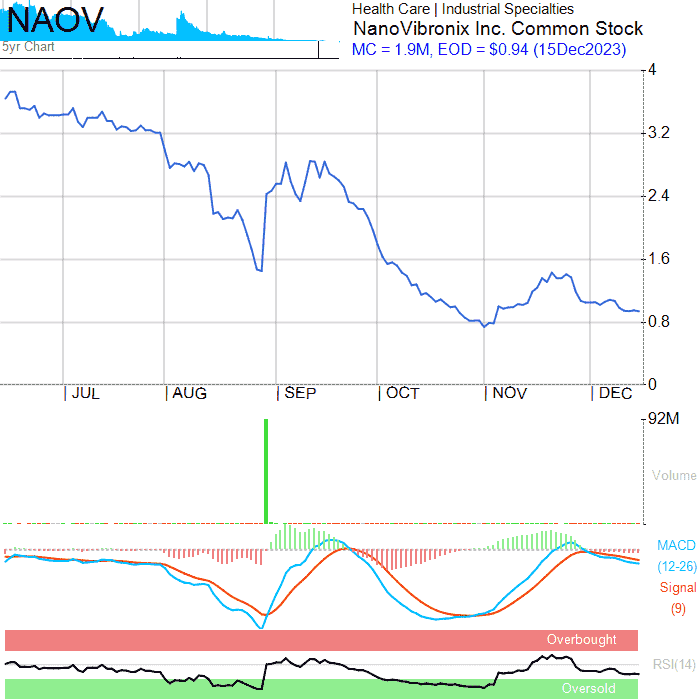 NAOV
5yr Chart
Health Care | Industrial Specialties
NanoVibronix Inc. Common Stock
MC = 1.9M, EOD = $0.94 (15Dec2023)
4
3.2
2.4
1.6
0.8
0
JUL
AUG
SEP
OCT
NOV
DEC
92M
Volume
MACD
(12-26)
Signal
(9)
Overbought
RSI(14)
Oversold